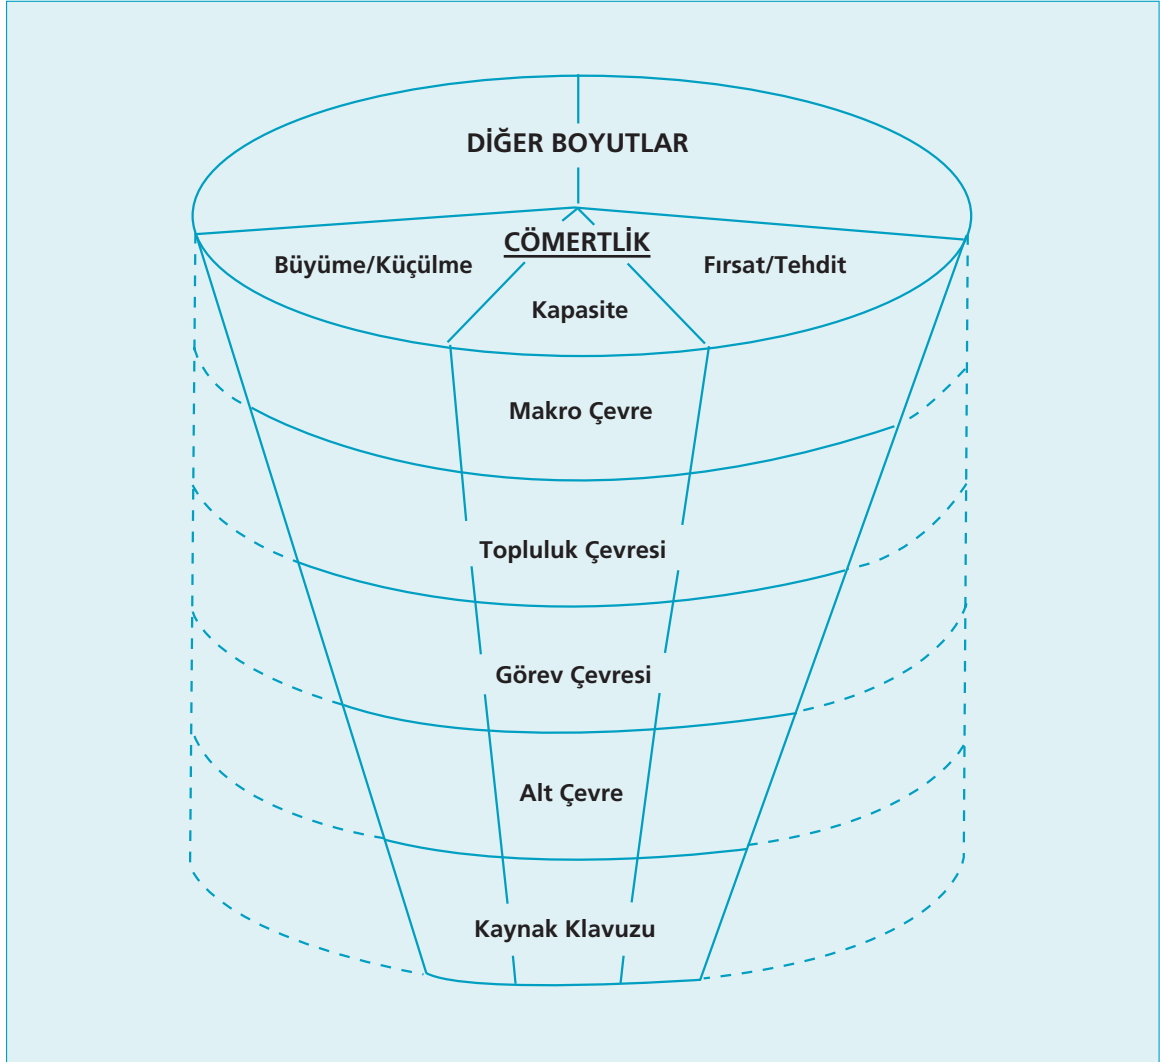 DİĞER BOYUTLAR
CÖMERTLİK
Büyüme/Küçülme
Fırsat/Tehdit
Kapasite
Makro Çevre
Topluluk Çevresi
Görev Çevresi
Alt Çevre
Kaynak Klavuzu